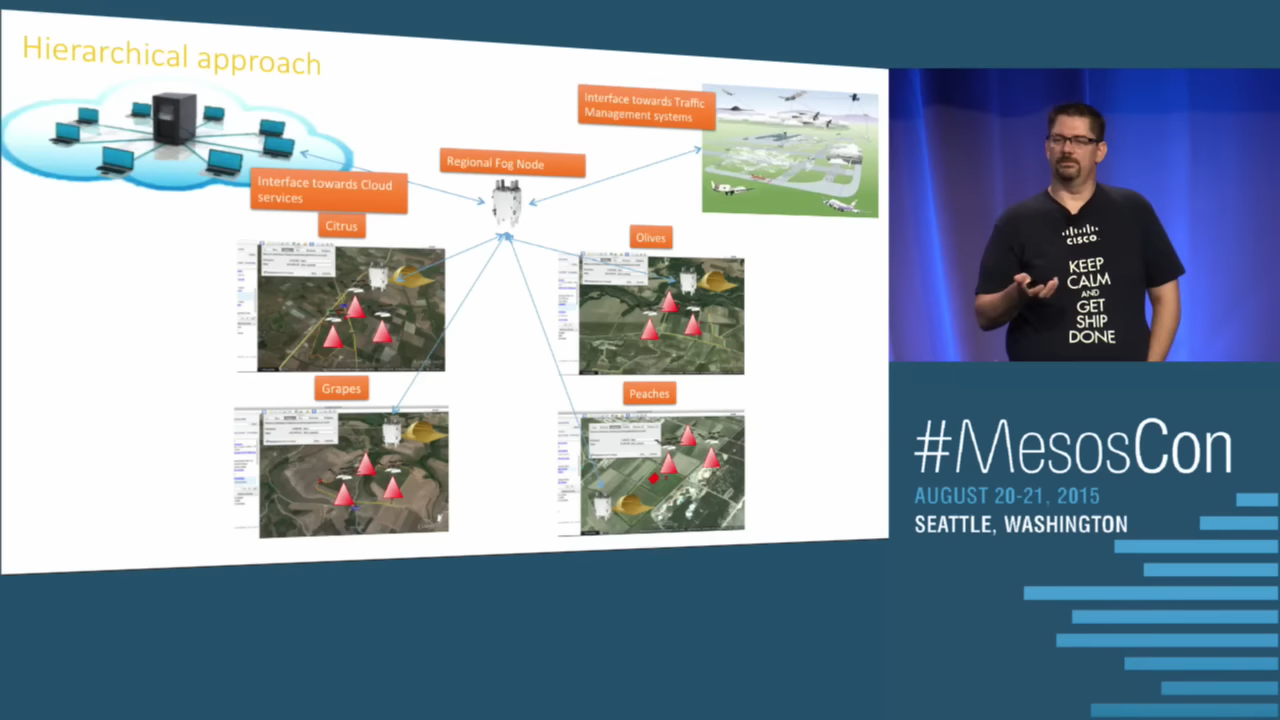 Hierarchical approach
Interface towards Traffic
Management systems
Regional Fog Node
Interface towards Cloud
services
Citrus
Olives
Grapes
Peaches
CISCO
KEEP
CALM
AND
GET
SHIP
DONE
#MesosCon
AUGUST 20-21, 2015
SEATTLE, WASHINGTON